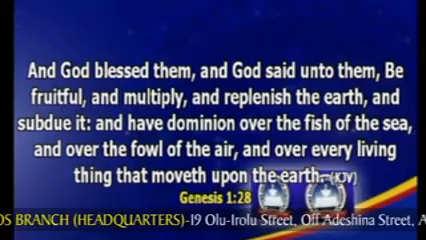 And God blessed them, and God said unto them, Be
fruitful, and multiply, and replenish the earth, and
subdue it: and have dominion over the fish of the sea,
and over the fowl of the air, and over every living
thing that moveth upon the earth. (KJV)
Genesis 1:28
OS BRANCH (HEADQUARTERS)-19 Olu-Irolu Street, Off Adeshina Street, A